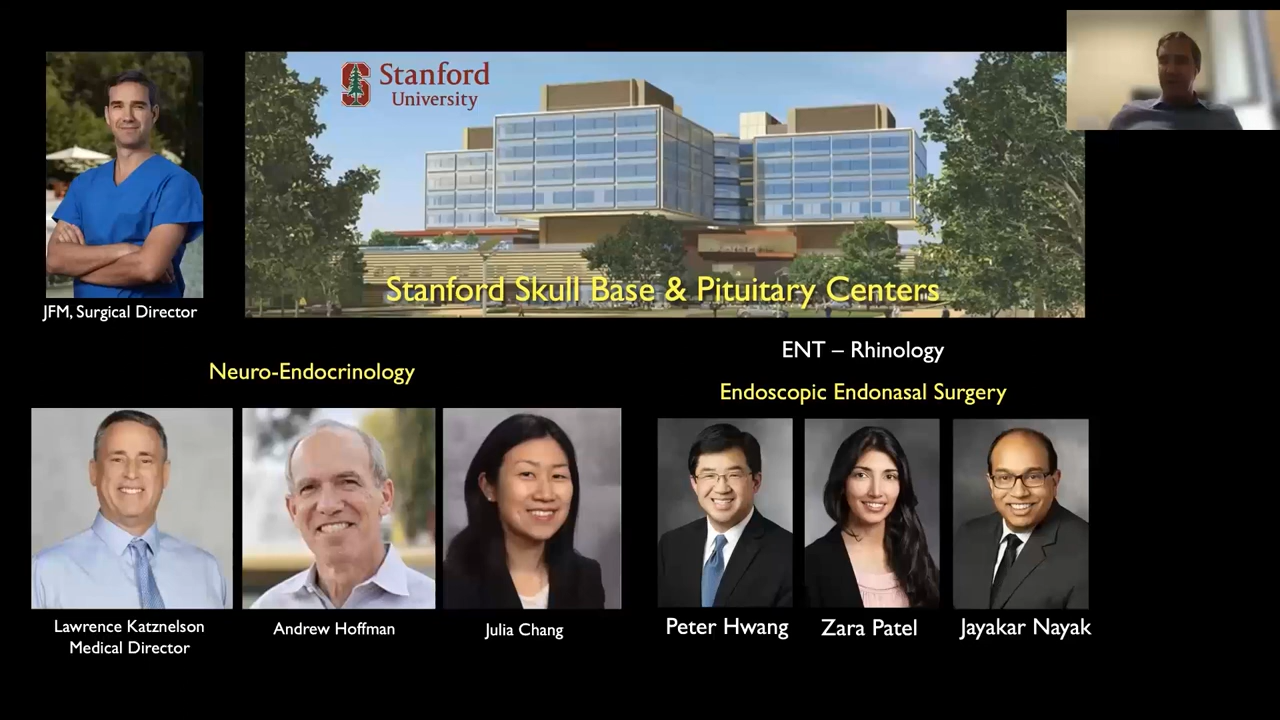 Stanford
University
Stanford Skull Base & Pituitary Centers
JFM, Surgical Director
Neuro-Endocrinology
Lawrence Katznelson
Medical Director
Andrew Hoffman
Julia Chang
ENT – Rhinology
Endoscopic Endonasal Surgery
Peter Hwang
Zara Patel
Jayakar Nayak